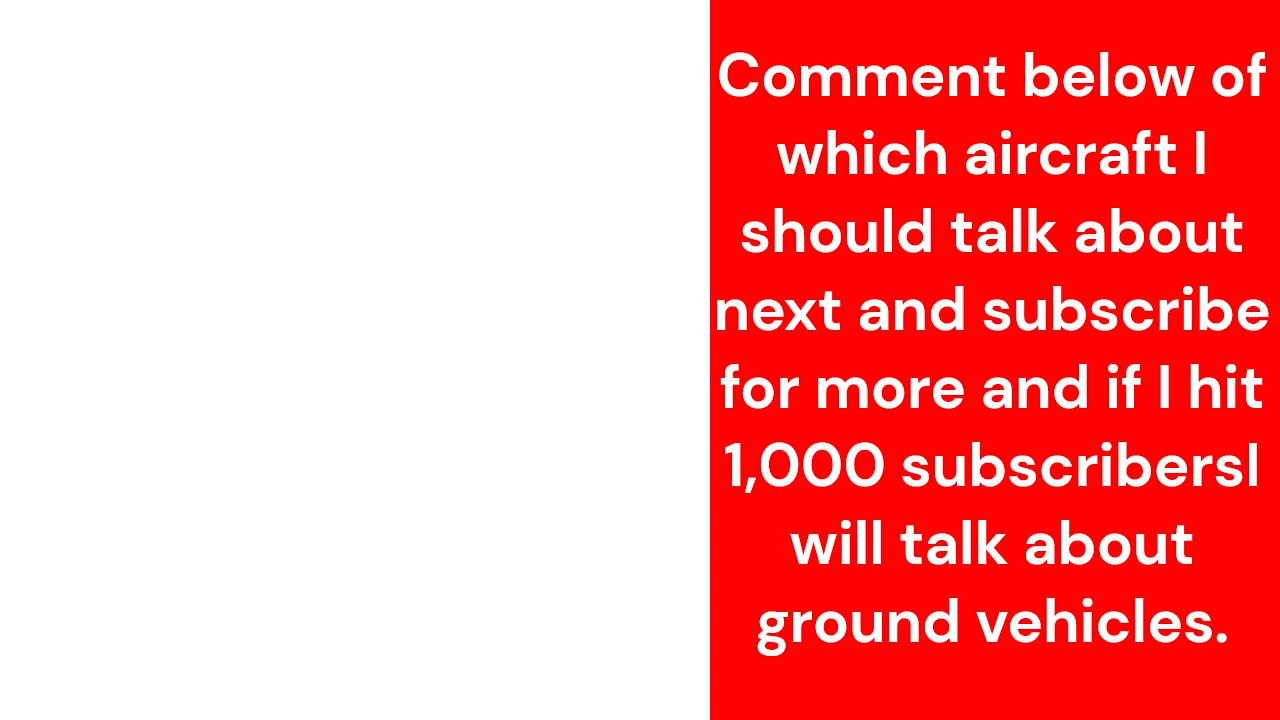 Comment below of
which aircraft I
should talk about
next and subscribe
for more and if I hit
1,000 subscribersI
will talk about
ground vehicles.